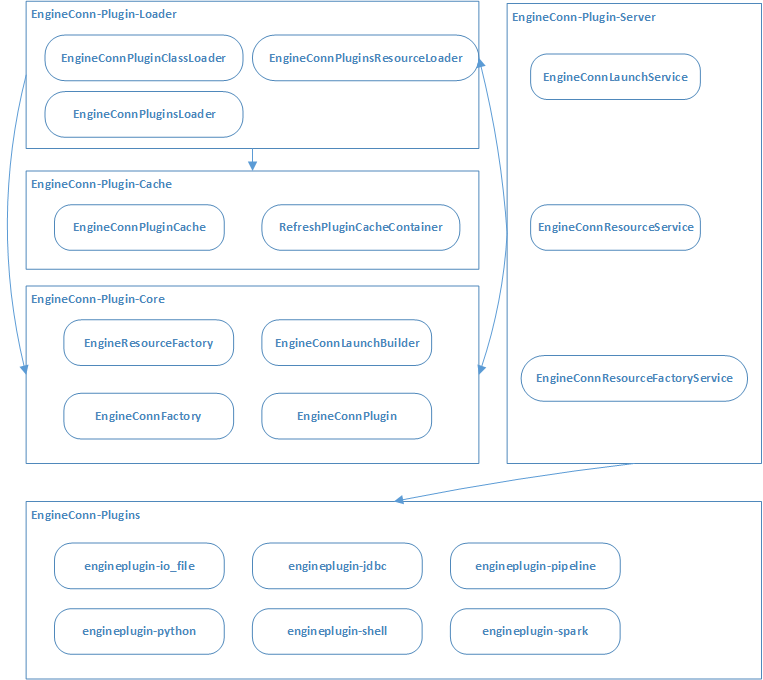 EngineConn-Plugin-Loader
EngineConnPluginClassLoader
EngineConnPluginsResourceLoader
EngineConnPluginsLoader
EngineConn-Plugin-Cache
EngineConnPluginCache
RefreshPluginCacheContainer
EngineConn-Plugin-Core
EngineResourceFactory
EngineConnLaunchBuilder
EngineConnFactory
EngineConnPlugin
EngineConn-Plugin-Server
EngineConnLaunchService
EngineConnResourceService
EngineConnResourceFactoryService
EngineConn-Plugins
engineplugin-io_file
engineplugin-jdbc
engineplugin-pipeline
engineplugin-python
engineplugin-shell
engineplugin-spark